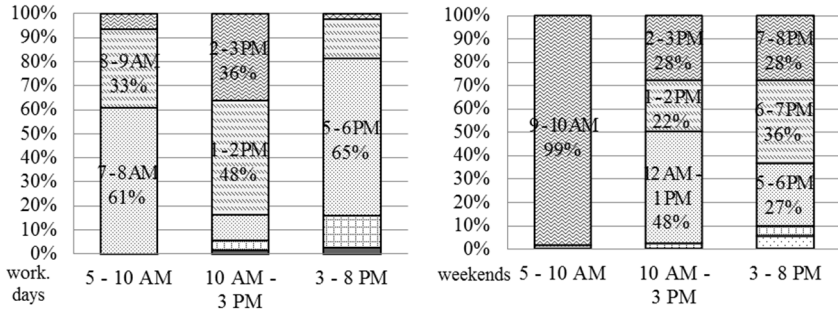 100%
90%
80%
70%
60%
50%
40%
30%
20%
10%
0%
8-9AM
33%
7-8AM
61%
2-3PM
36%
1-2PM
48%
5-6PM
65%
work.
days
5 - 10 AM
10 AM -
3 PM
3 - 8 PM
100%
90%
80%
70%
60%
50%
40%
30%
20%
10%
0%
9-10AM
99%
2-3PM
28%
1-2PM
22%
12AM-
1PM
48%
7-8PM
28%
6-7PM
36%
5-6PM
27%
weekends
5 - 10 AM
10 AM -
3 PM
3 - 8 PM